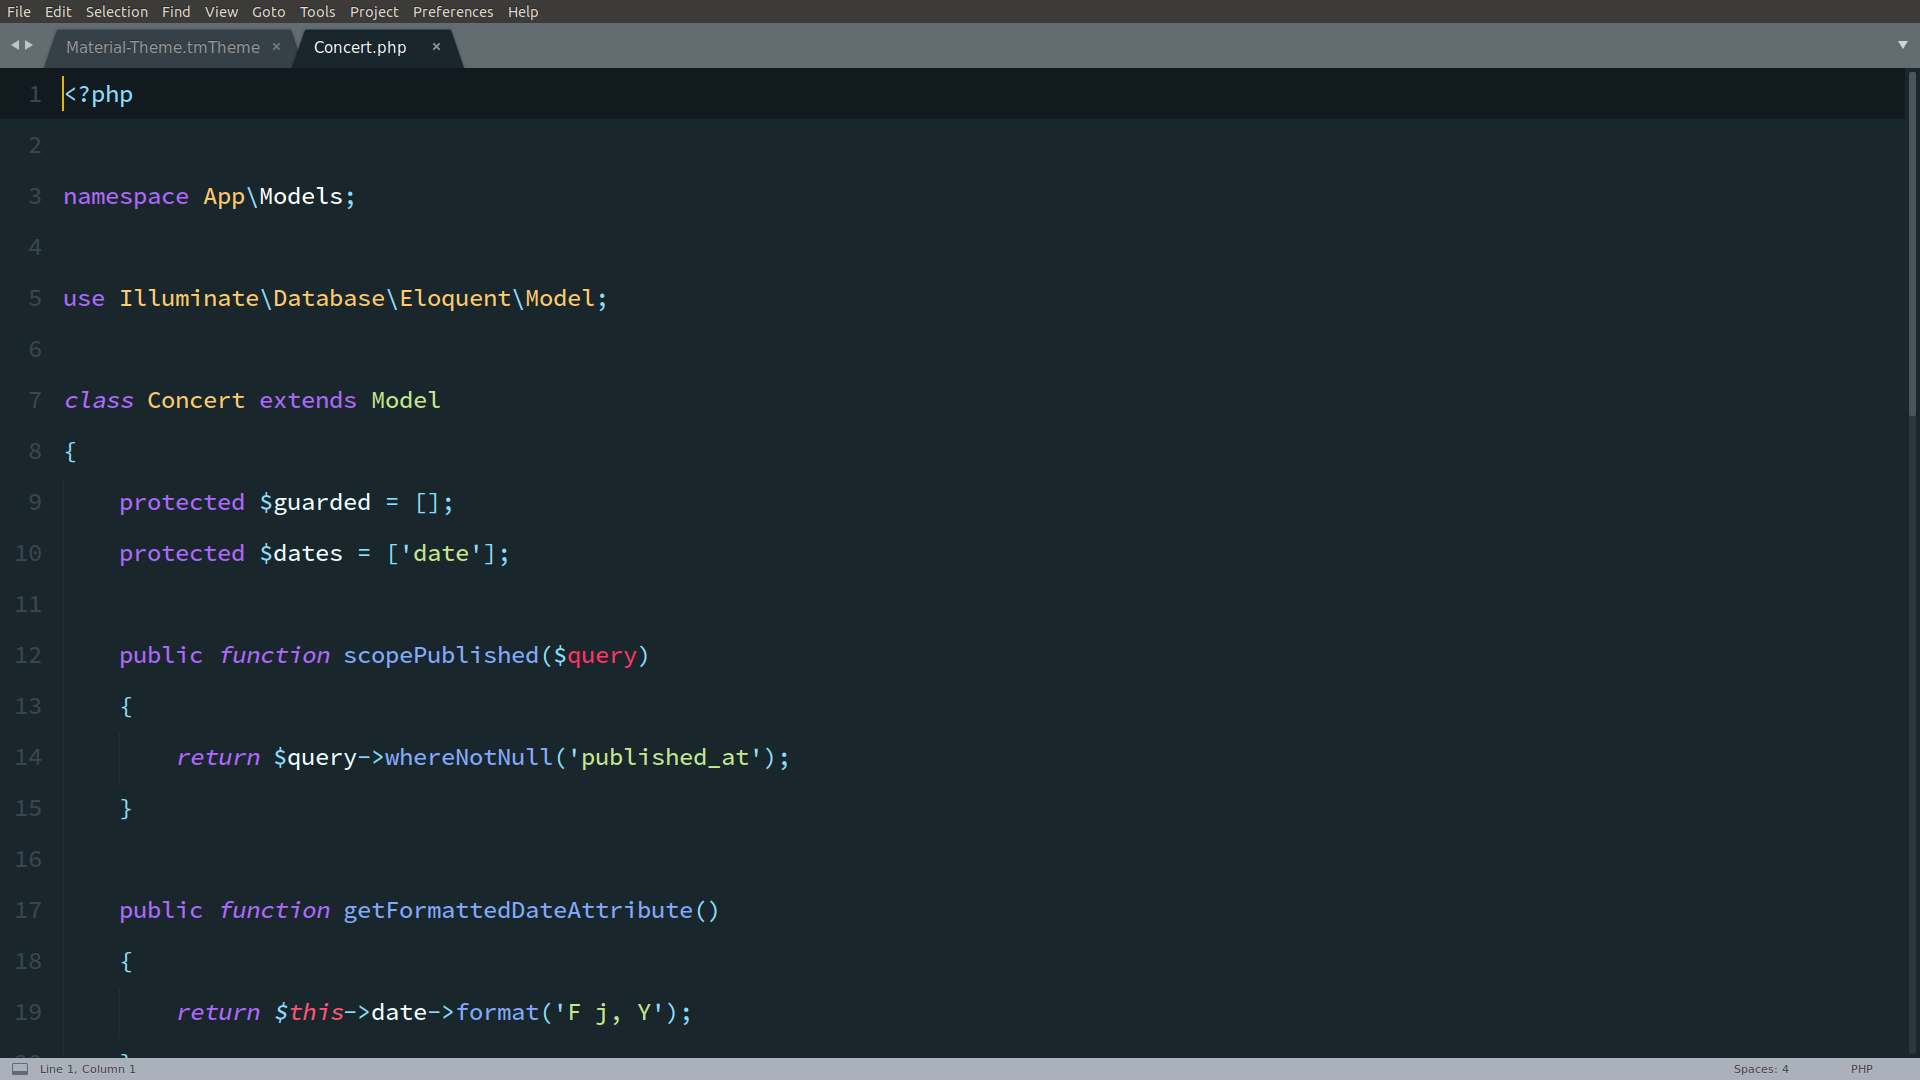 File Edit Selection Find View Goto Tools Project Preferences Help
Material-Theme.tmTheme × Concert.php ×
1 <?php
2
3 namespace App\Models;
4
5 use Illuminate\Database\Eloquent\Model;
6
7 class Concert extends Model
8 {
9     protected $guarded = [];
10     protected $dates = ['date'];
11
12     public function scopePublished($query)
13     {
14         return $query->whereNotNull('published_at');
15     }
16
17     public function getFormattedDateAttribute()
18     {
19         return $this->date->format('F j, Y');
Line 1, Column 1 Spaces: 4 PHP